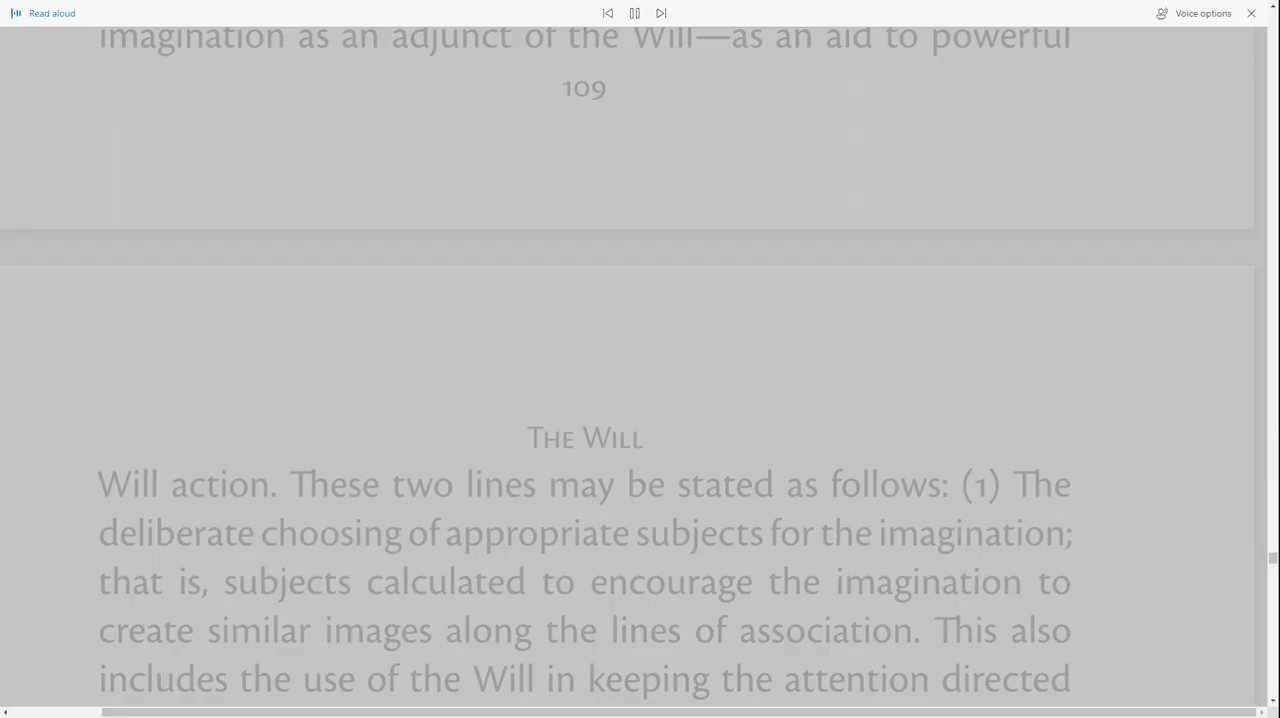 Read aloud
Voice options
imagination as an adjunct of the Will—as an aid to powerful
109
The Will
Will action. These two lines may be stated as follows: (1) The
deliberate choosing of appropriate subjects for the imagination;
that is, subjects calculated to encourage the imagination to
create similar images along the lines of association. This also
includes the use of the Will in keeping the attention directed